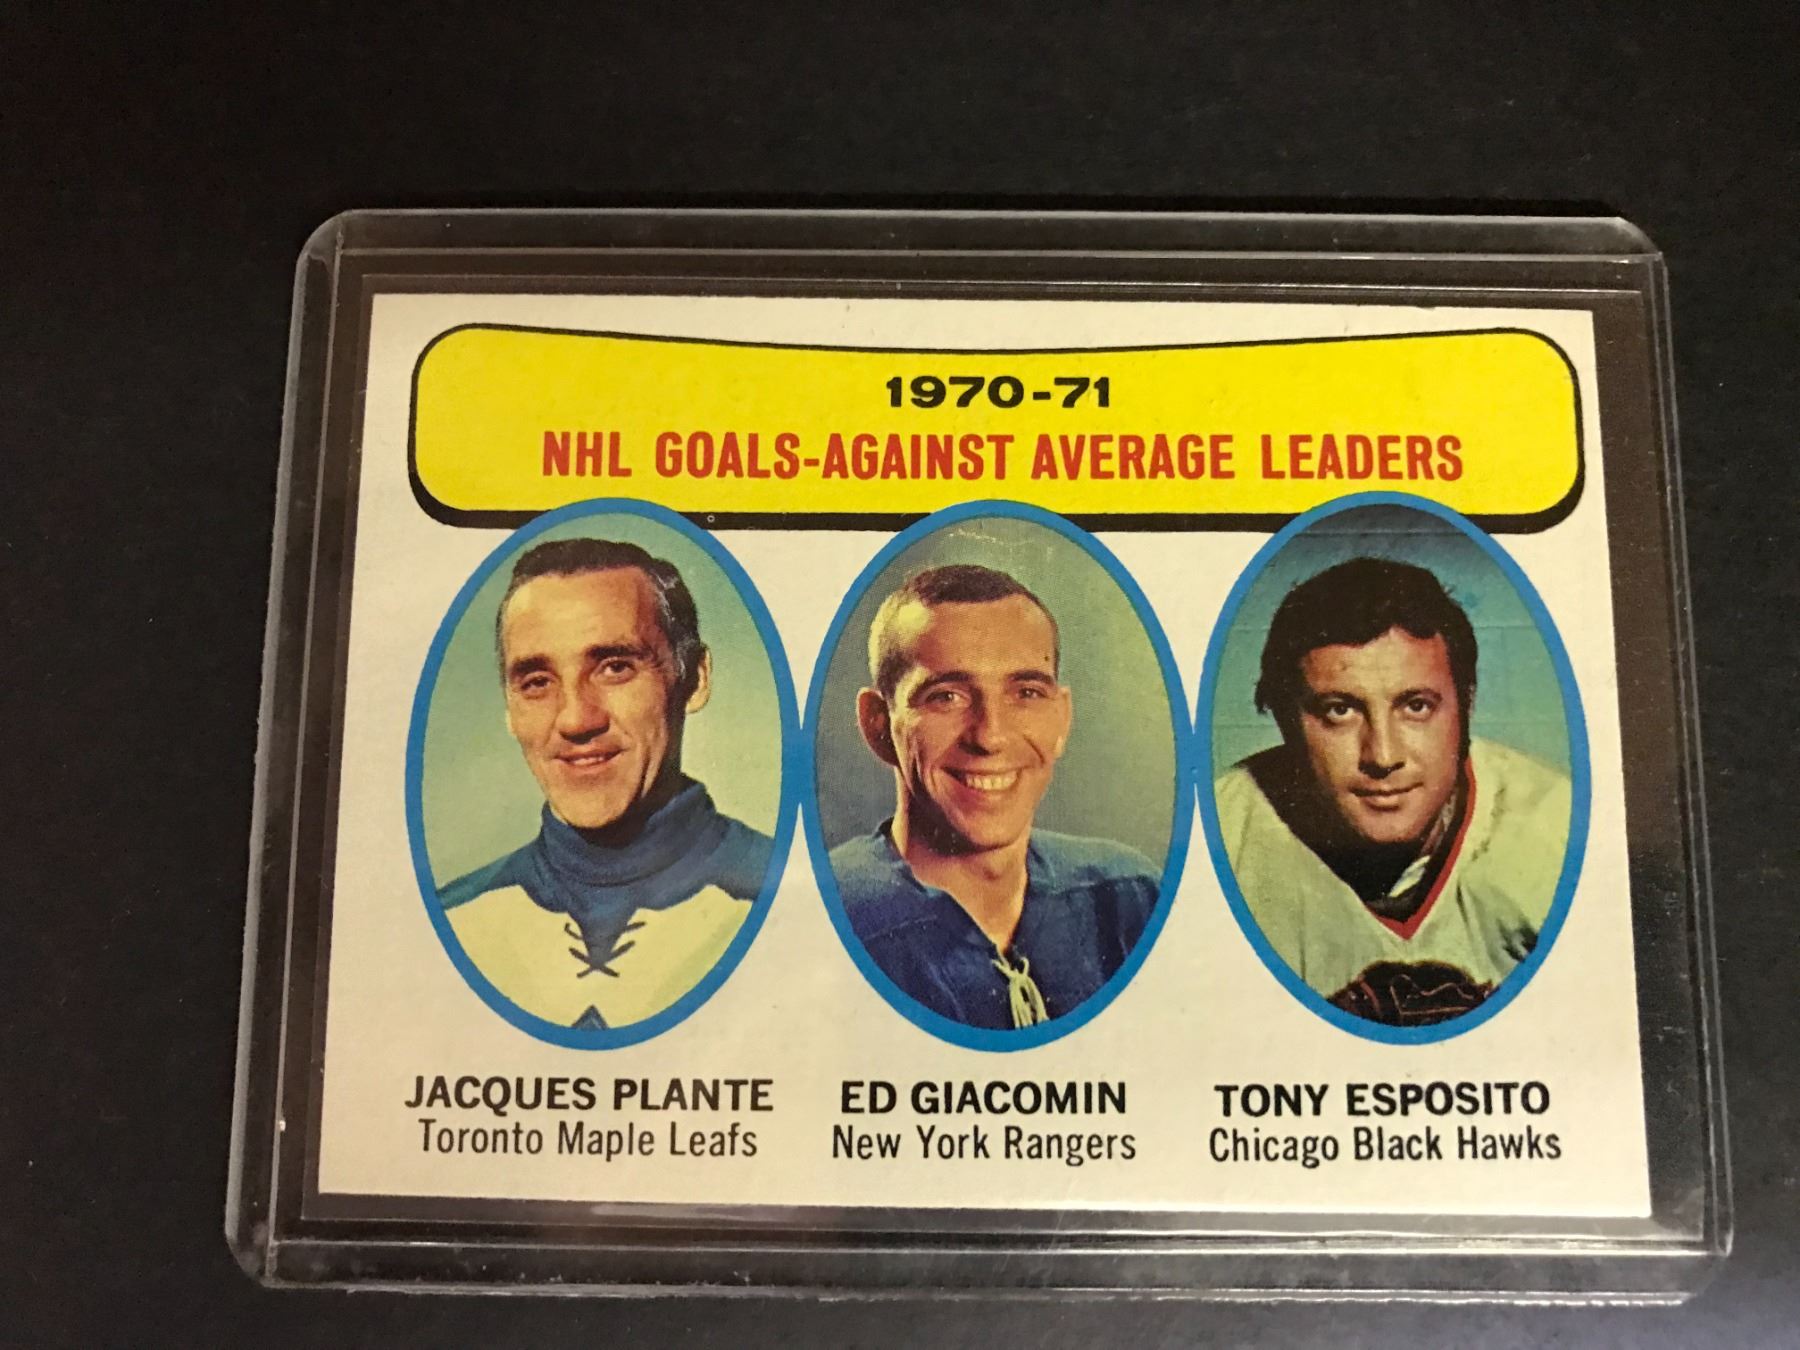 1970-71
NHL GOALS-AGAINST AVERAGE LEADERS
JACQUES PLANTE
Toronto Maple Leafs
ED GIACOMIN
New York Rangers
TONY ESPOSITO
Chicago Black Hawks